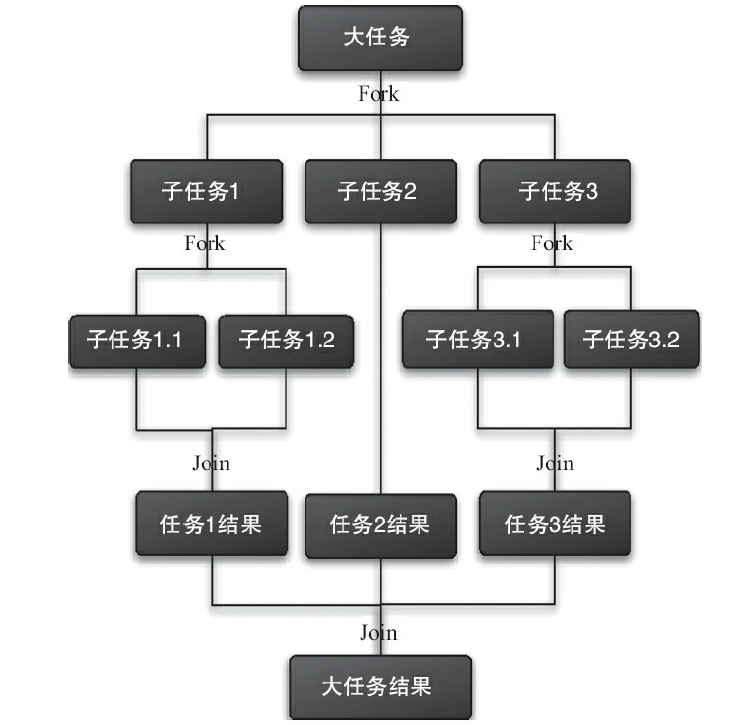 大任务
Fork
子任务1
子任务2
子任务3
Fork
Fork
子任务1.1
子任务1.2
子任务3.1
子任务3.2
Join
Join
任务1结果
任务2结果
任务3结果
Join
大任务结果